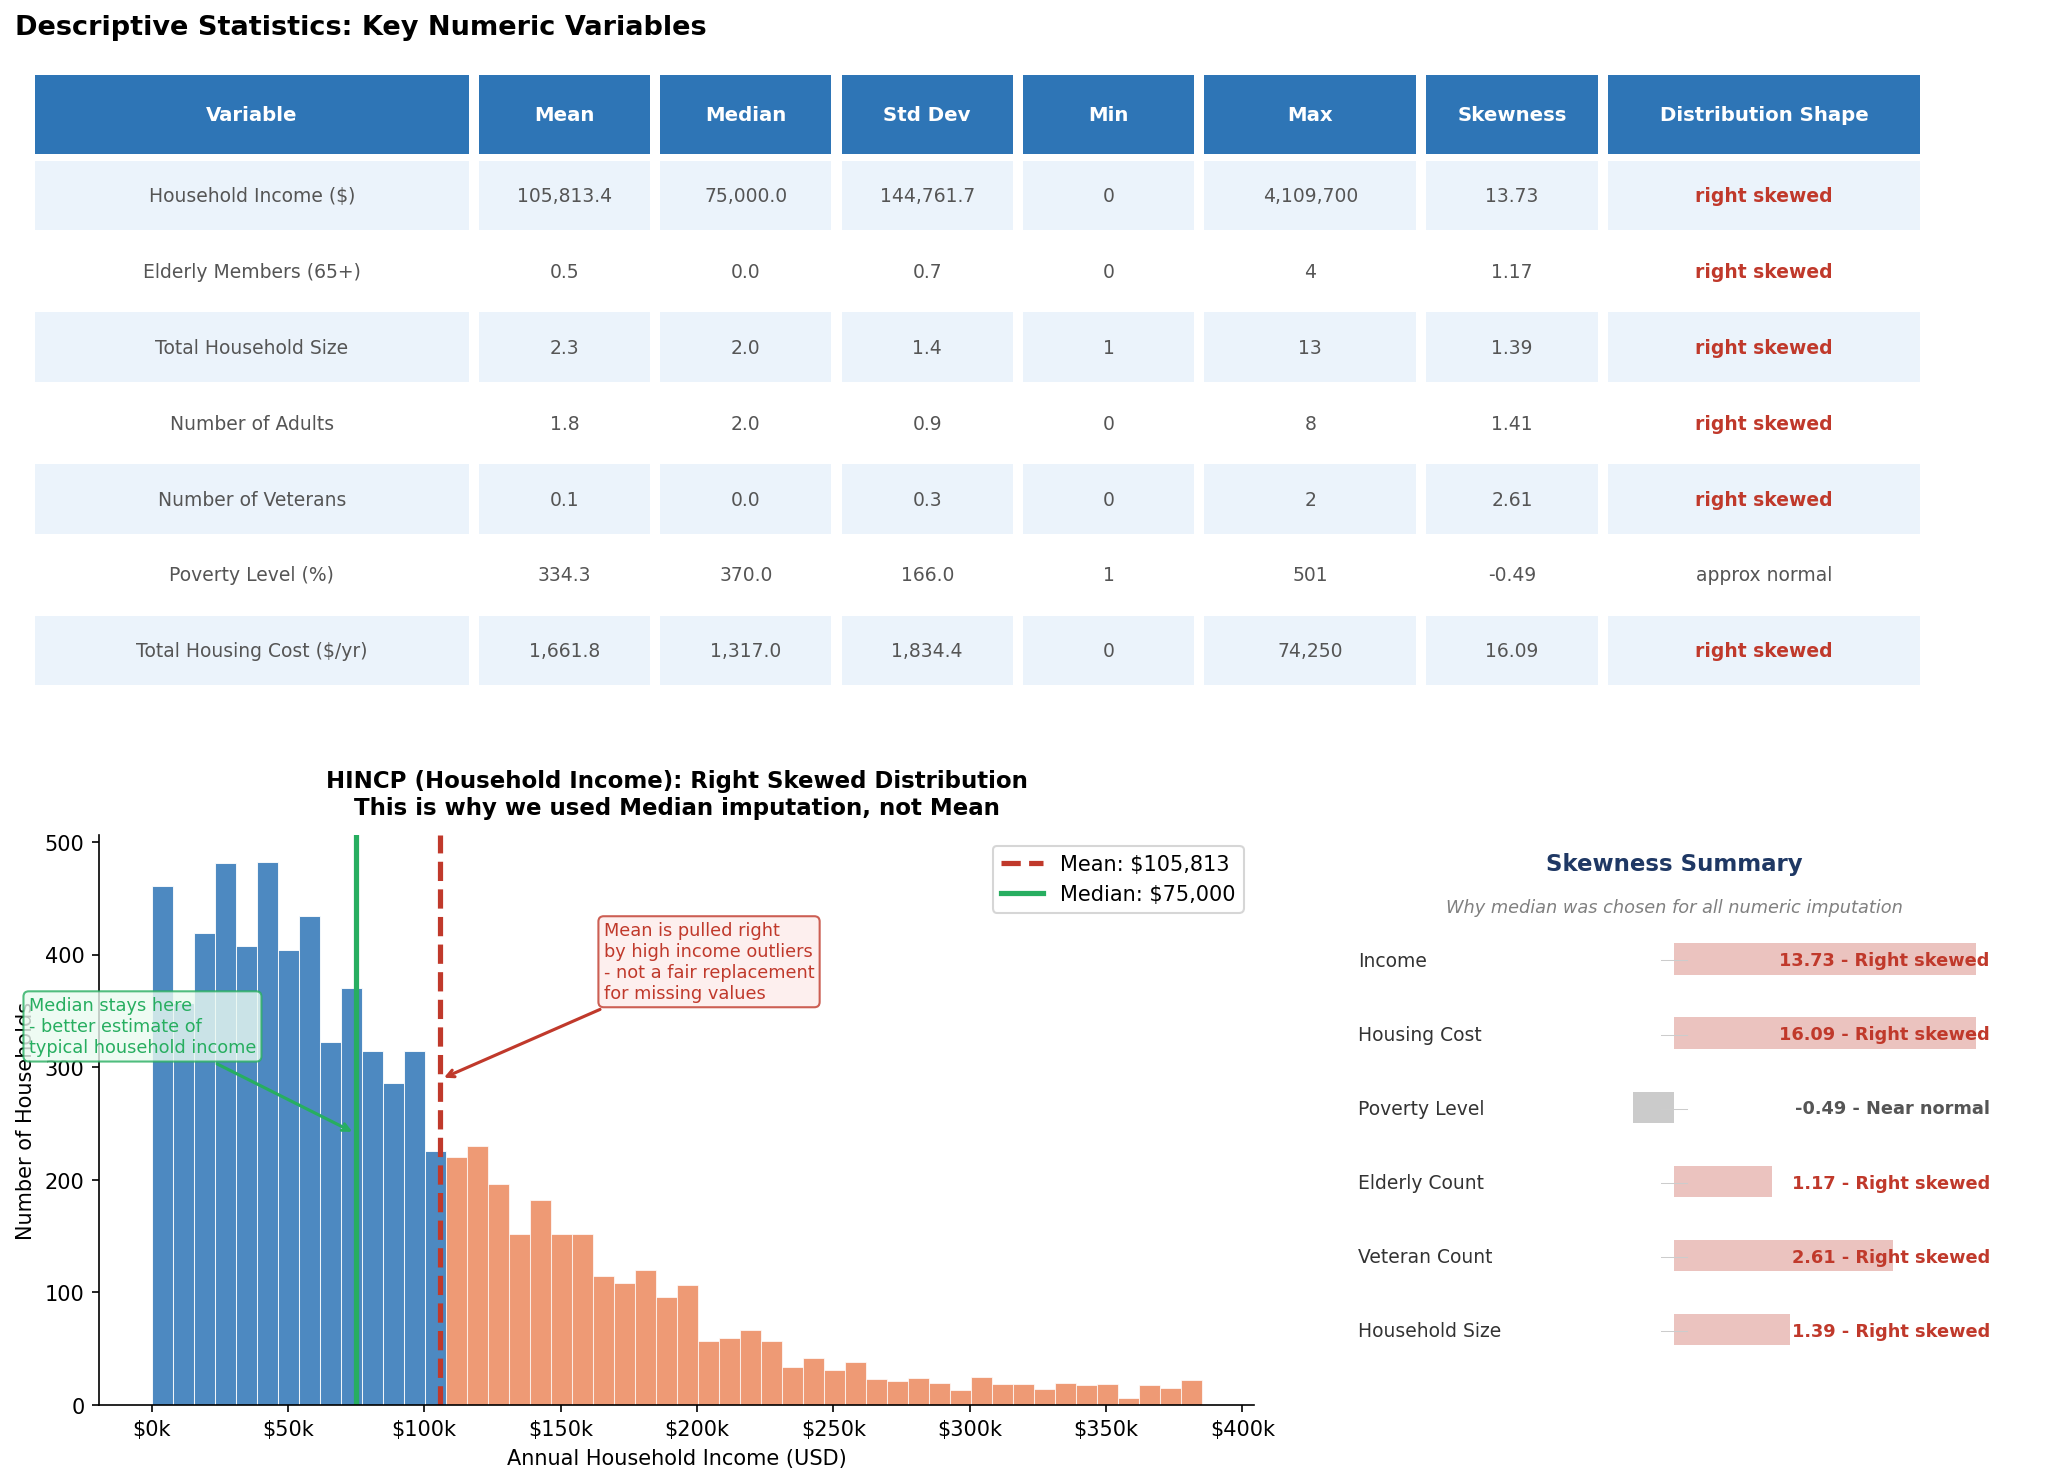 Descriptive Statistics: Key Numeric Variables
Variable Mean Median Std Dev Min Max Skewness Distribution Shape
Household Income ($) 105,813.4 75,000.0 144,761.7 0 4,109,700 13.73 right skewed
Elderly Members (65+) 0.5 0.0 0.7 0 4 1.17 right skewed
Total Household Size 2.3 2.0 1.4 1 13 1.39 right skewed
Number of Adults 1.8 2.0 0.9 0 8 1.41 right skewed
Number of Veterans 0.1 0.0 0.3 0 2 2.61 right skewed
Poverty Level (%) 334.3 370.0 166.0 1 501 -0.49 approx normal
Total Housing Cost ($/yr) 1,661.8 1,317.0 1,834.4 0 74,250 16.09 right skewed
HINCP (Household Income): Right Skewed Distribution
This is why we used Median imputation, not Mean
500
400
300
200
100
0
Number of Households
Mean: $105,813
Median: $75,000
Mean is pulled right
by high income outliers
- not a fair replacement
for missing values
Median stays here
- better estimate of
typical household income
$0k $50k $100k $150k $200k $250k $300k $350k $400k
Annual Household Income (USD)
Skewness Summary
Why median was chosen for all numeric imputation
Income 13.73 - Right skewed
Housing Cost 16.09 - Right skewed
Poverty Level -0.49 - Near normal
Elderly Count 1.17 - Right skewed
Veteran Count 2.61 - Right skewed
Household Size 1.39 - Right skewed